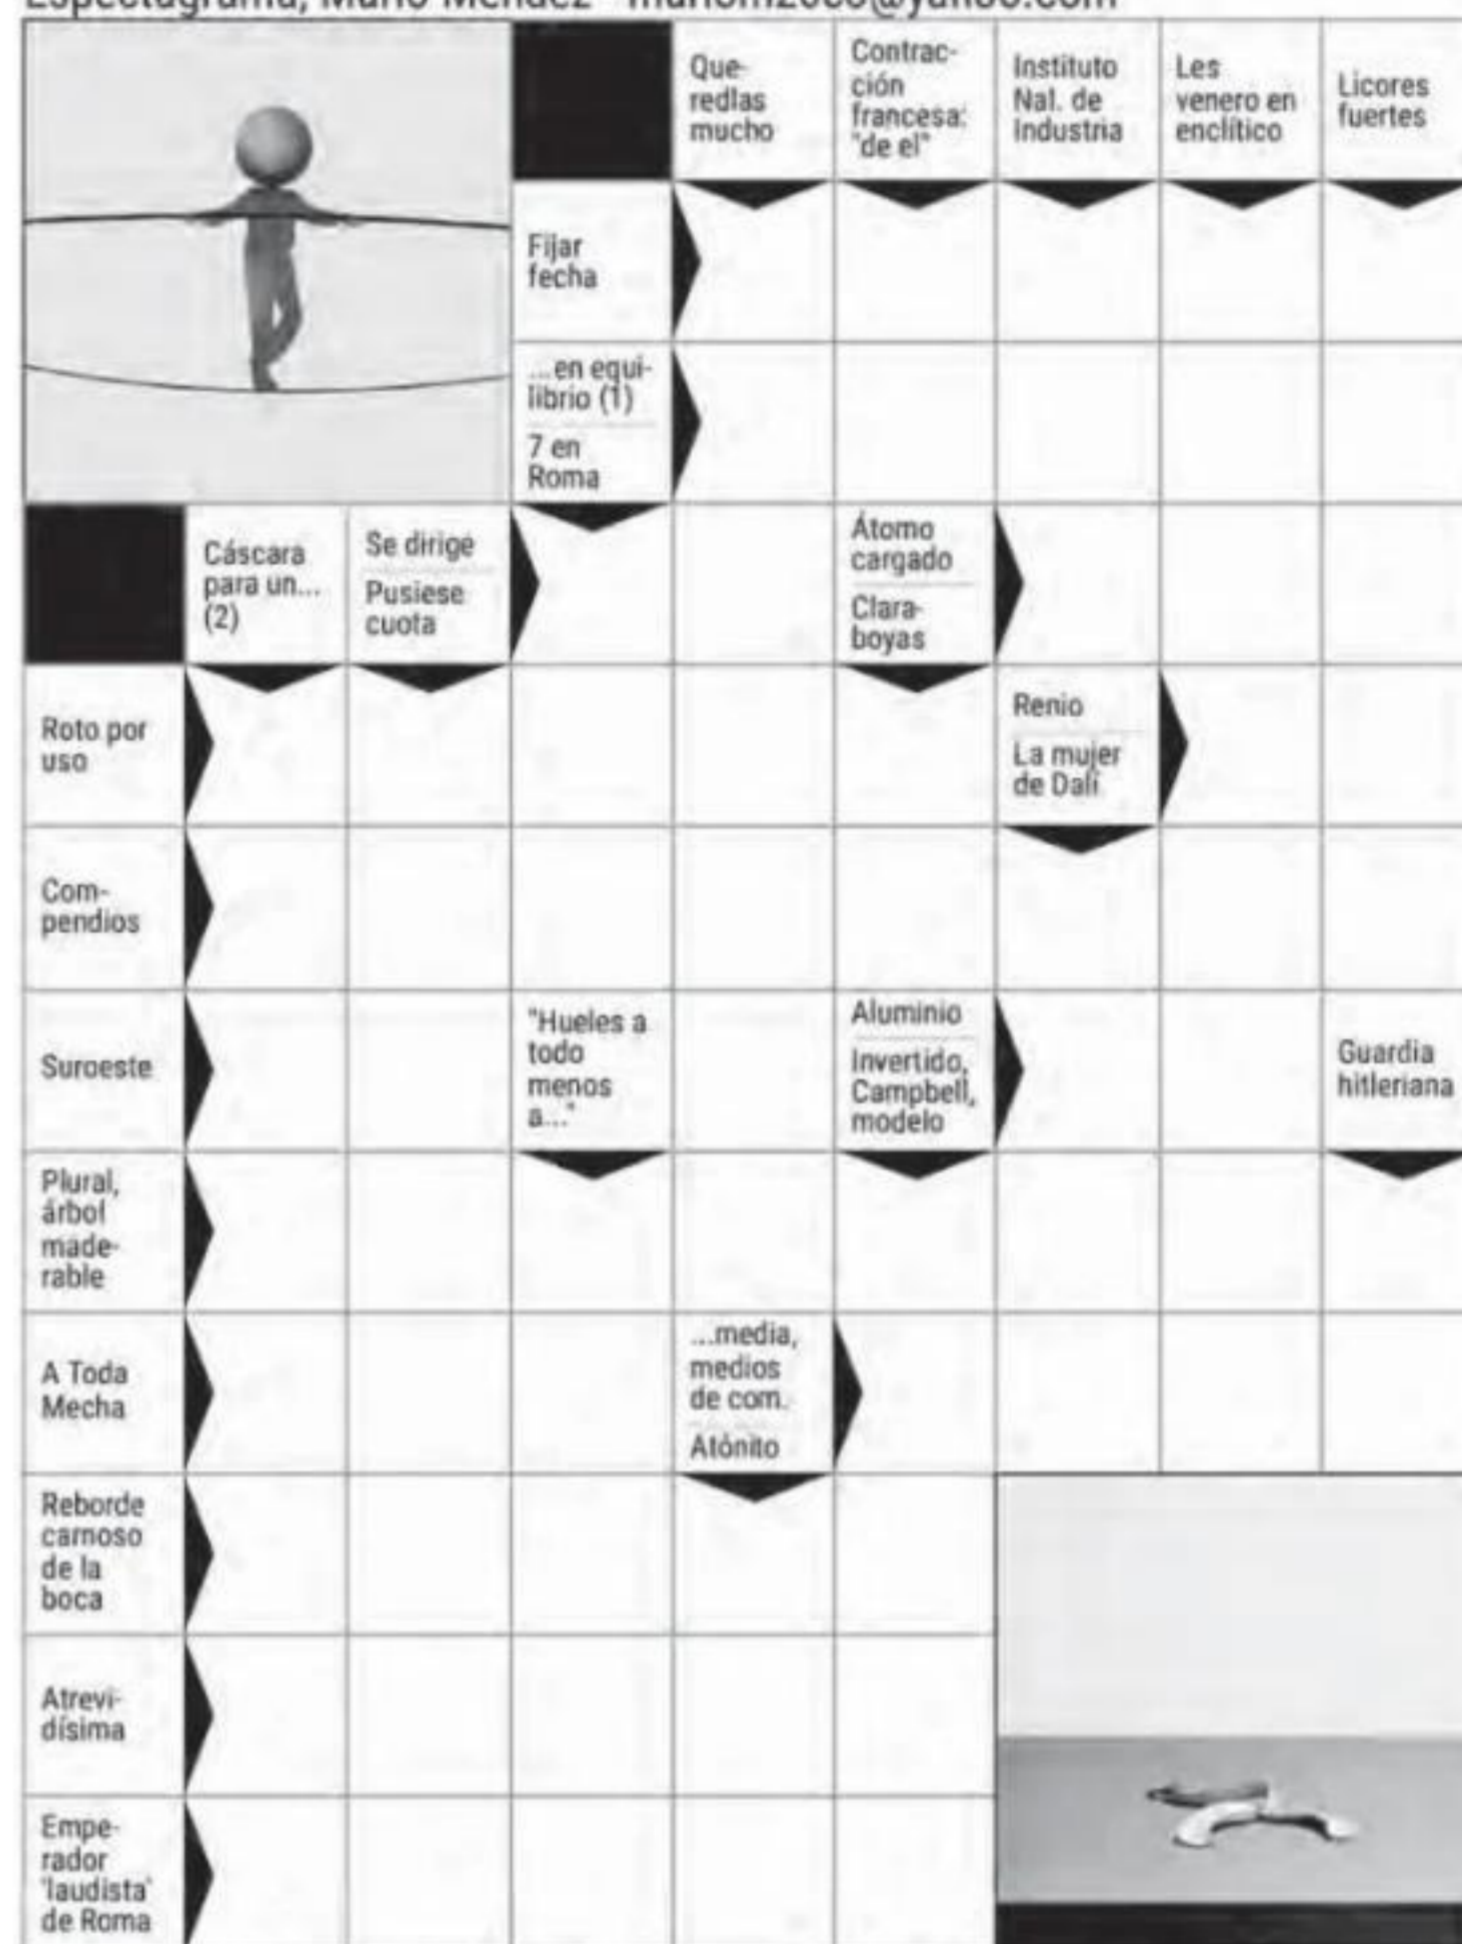 Espectograma, Mario Méndez
Que-
redlas
mucho
Contrac-
ción
francesa:
"de el"
Instituto
Nal. de
Industria
Les
venero en
enclítico
Licores
fuertes
Fijar
fecha
...en equi-
librio (1)
7 en
Roma
Cáscara
para un...
(2)
Se dirige
Pusiese
cuota
Átomo
cargado
Clara-
boyas
Roto por
uso
Renio
La mujer
de Dalí
Com-
pendios
Suroeste
"Hueles a
todo
menos
a..."
Aluminio
Invertido,
Campbell,
modelo
Guardia
hitleriana
Plural,
árbol
made-
rable
A Toda
Mecha
...media,
medios
de com.
Atónito
Reborde
carnoso
de la
boca
Atrevi-
dísima
Empe-
rador
'laudista'
de Roma